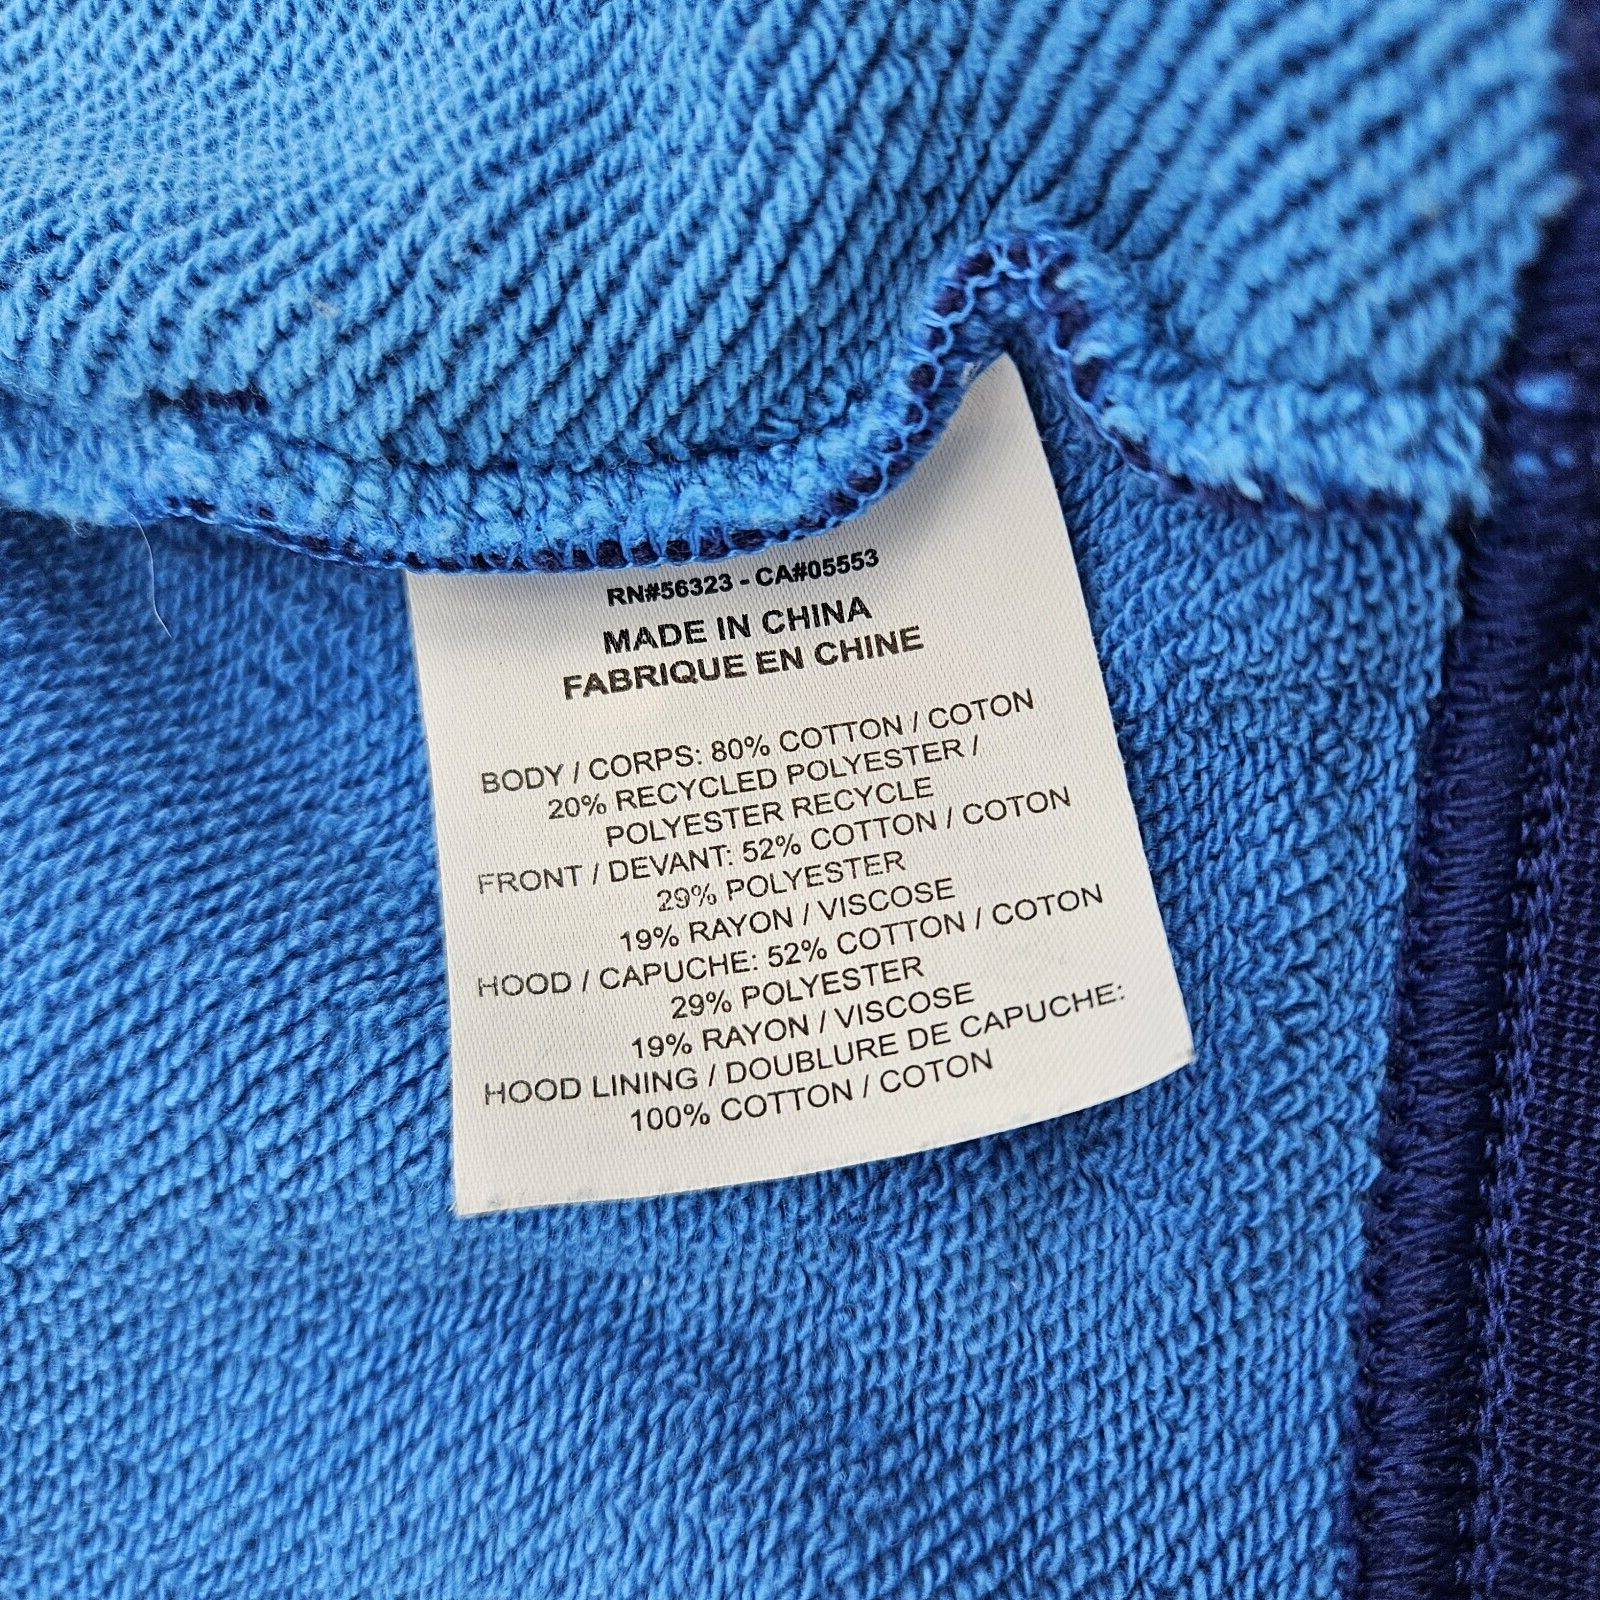 RN#56323 - CA#05553
MADE IN CHINA
FABRIQUE EN CHINE
BODY / CORPS: 80% COTTON / COTON
20% RECYCLED POLYESTER /
POLYESTER RECYCLE
FRONT / DEVANT: 52% COTTON / COTON
29% POLYESTER
19% RAYON / VISCOSE
HOOD / CAPUCHE: 52% COTTON / COTON
29% POLYESTER
19% RAYON / VISCOSE
HOOD LINING / DOUBLURE DE CAPUCHE:
100% COTTON / COTON